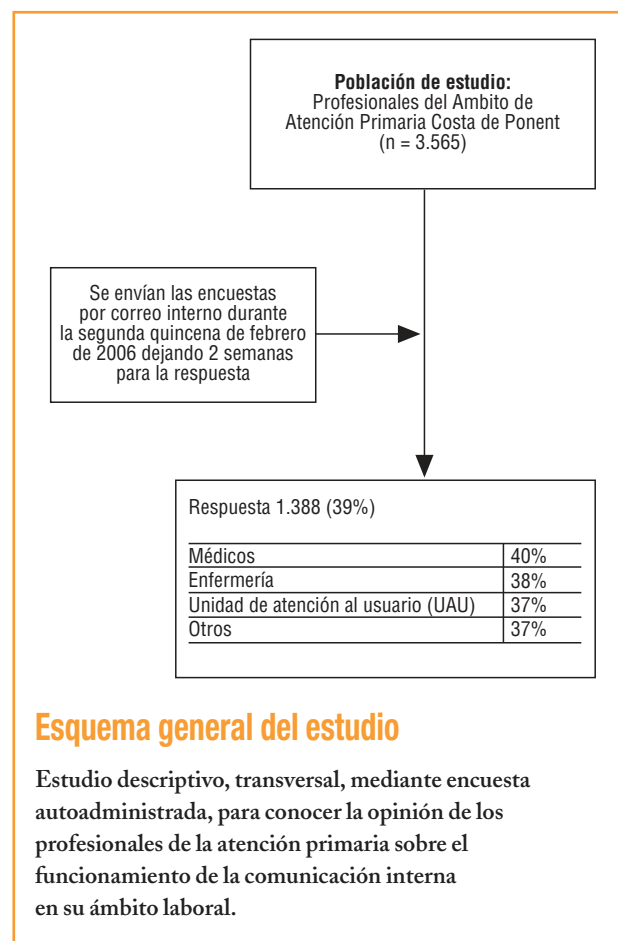 Población de estudio:
Profesionales del Ambito de
Atención Primaria Costa de Ponent
(n = 3.565)
Se envían las encuestas
por correo interno durante
la segunda quincena de febrero
de 2006 dejando 2 semanas
para la respuesta
Respuesta 1.388 (39%)
Médicos 40%
Enfermería 38%
Unidad de atención al usuario (UAU) 37%
Otros 37%
Esquema general del estudio
Estudio descriptivo, transversal, mediante encuesta
autoadministrada, para conocer la opinión de los
profesionales de la atención primaria sobre el
funcionamiento de la comunicación interna
en su ámbito laboral.